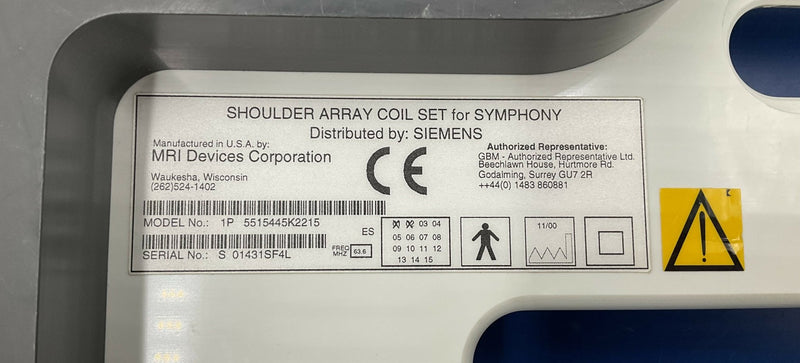 SHOULDER ARRAY COIL SET for SYMPHONY
Distributed by: SIEMENS
Manufactured in U.S.A. by:
MRI Devices Corporation
Waukesha, Wisconsin
(262)524-1402
CE
Authorized Representative:
GBM - Authorized Representative Ltd.
Beechlawn House, Hurtmore Rd.
Godalming, Surrey GU7 2R
++44(0) 1483 860881
MODEL No.: 1P 5515445K2215
SERIAL No.: S 01431SF4L
ES
FREQ
MHZ
63.6
03 04
05 06 07 08
09 10 11 12
13 14 15
11/00